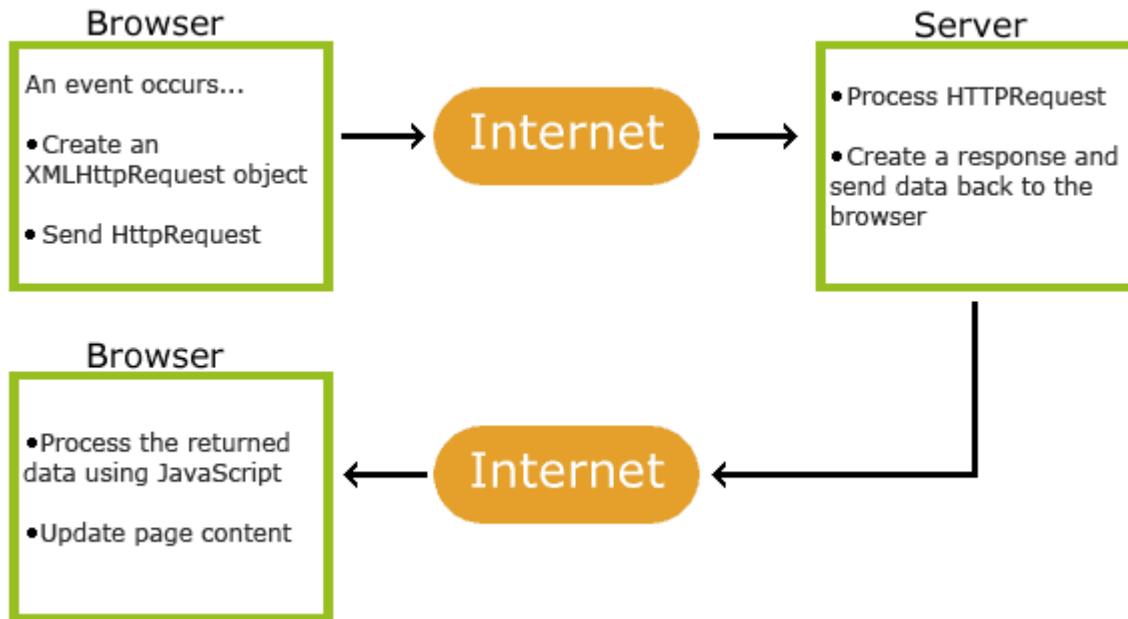 Browser
An event occurs...
•Create an
XMLHttpRequest object
• Send HttpRequest
Internet
Server
•Process HTTPRequest
•Create a response and
send data back to the
browser
Browser
•Process the returned
data using JavaScript
•Update page content
Internet